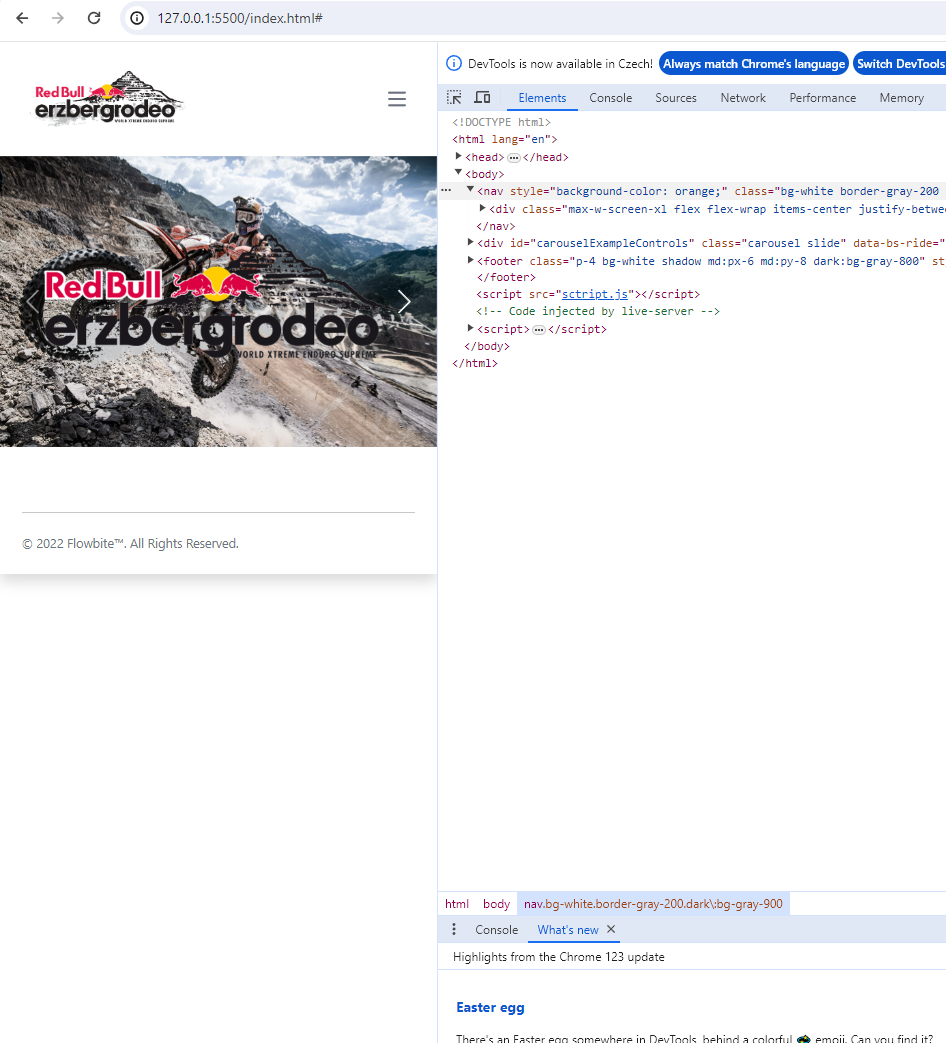 127.0.0.1:5500/index.html#
Red Bull
erzbergrodeo
WORLD XTREME ENDURO SUPREME
Red Bull
erzbergrodeo
WORLD XTREME ENDURO SUPREME
© 2022 Flowbite™. All Rights Reserved.
DevTools is now available in Czech! Always match Chrome's language Switch DevTools
Elements Console Sources Network Performance Memory
<!DOCTYPE html>
<html lang="en">
<head> … </head>
<body>
… <nav style="background-color: orange;" class="bg-white border-gray-200
<div class="max-w-screen-xl flex flex-wrap items-center justify-betwe
</nav>
<div id="carouselExampleControls" class="carousel slide" data-bs-ride="
<footer class="p-4 bg-white shadow md:px-6 md:py-8 dark:bg-gray-800" st
</footer>
<script src="sctript.js"></script>
<!-- Code injected by live-server -->
<script> … </script>
</body>
</html>
html body nav.bg-white.border-gray-200.dark\:bg-gray-900
Console What's new
Highlights from the Chrome 123 update
Easter egg
There's an Easter egg somewhere in DevTools, behind a colorful emoji. Can you find it?